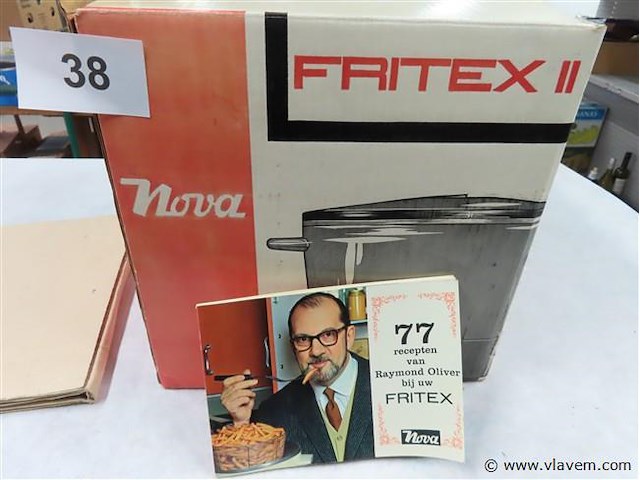 38
FRITEX II
Nova
77
recepten
van
Raymond Oliver
bij uw
FRITEX
Nova
© www.vlavem.com